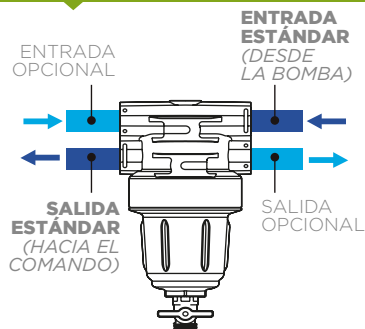 ENTRADA
OPCIONAL
ENTRADA
ESTÁNDAR
(DESDE
LA BOMBA)
SALIDA
ESTÁNDAR
(HACIA EL
COMANDO)
SALIDA
OPCIONAL